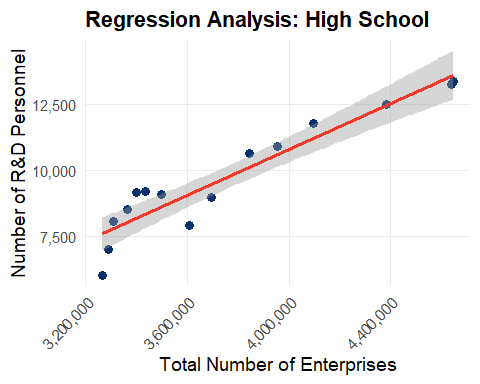 Regression Analysis: High School
Number of R&D Personnel
12,500
10,000
7,500
3,200,000
3,600,000
4,000,000
4,400,000
Total Number of Enterprises